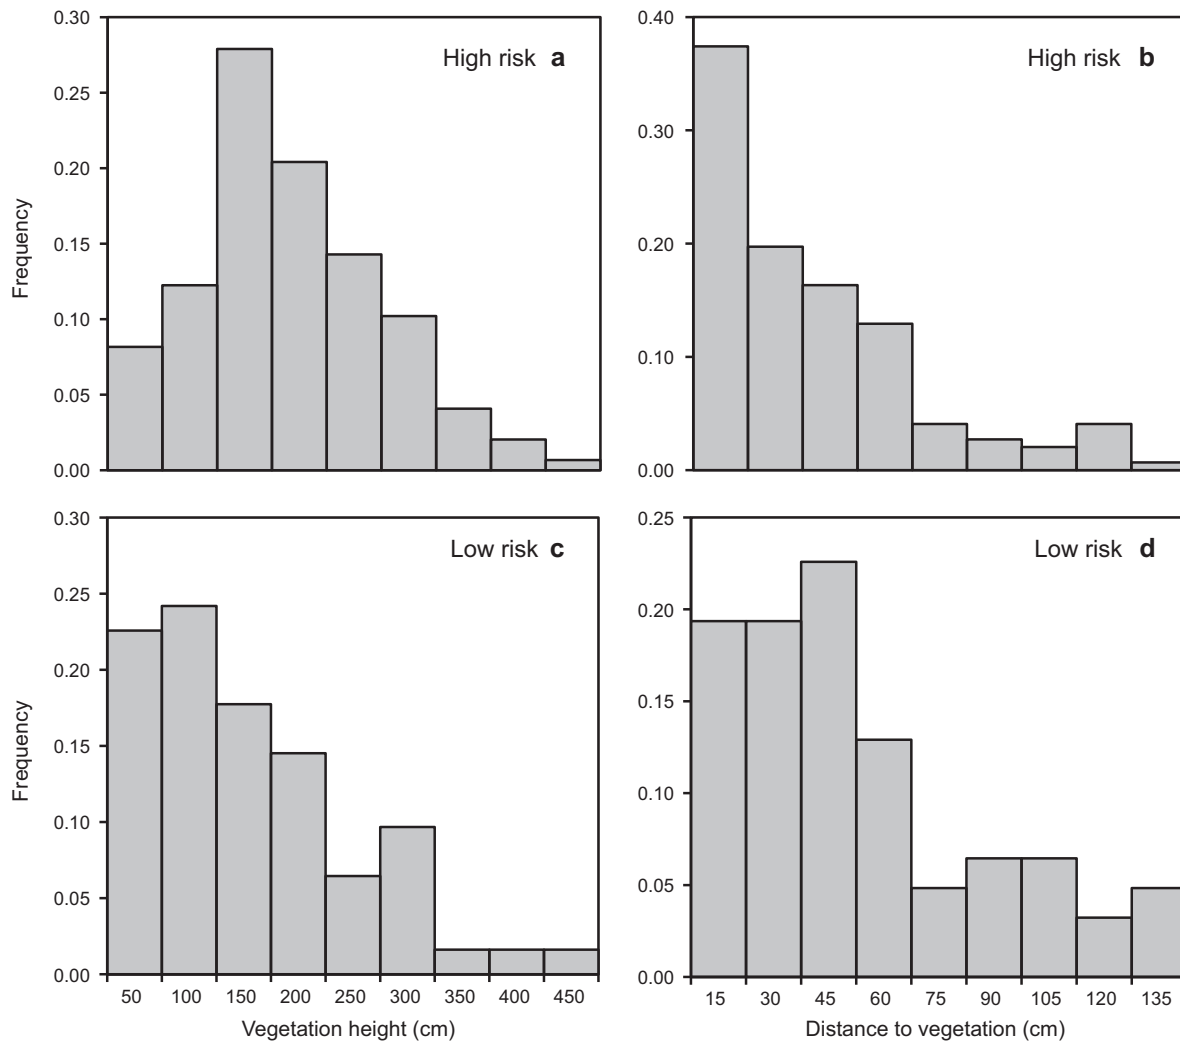 0.30
0.25
0.20
0.15
0.10
0.05
0.00
Frequency
High risk a
0.40
0.30
0.20
0.10
0.00
High risk b
0.30
0.25
0.20
0.15
0.10
0.05
0.00
Frequency
Low risk c
50 100 150 200 250 300 350 400 450
Vegetation height (cm)
0.25
0.20
0.15
0.10
0.05
0.00
Low risk d
15 30 45 60 75 90 105 120 135
Distance to vegetation (cm)